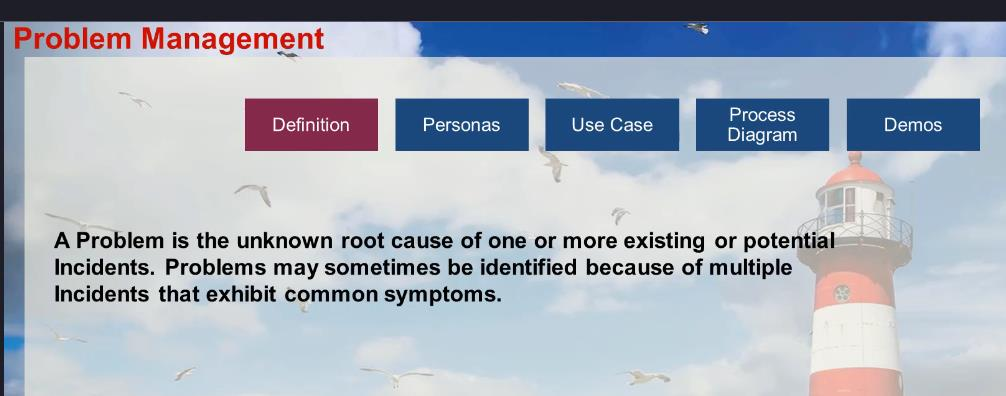 Problem Management
Definition
Personas
Use Case
Process
Diagram
Demos
A Problem is the unknown root cause of one or more existing or potential
Incidents. Problems may sometimes be identified because of multiple
Incidents that exhibit common symptoms.